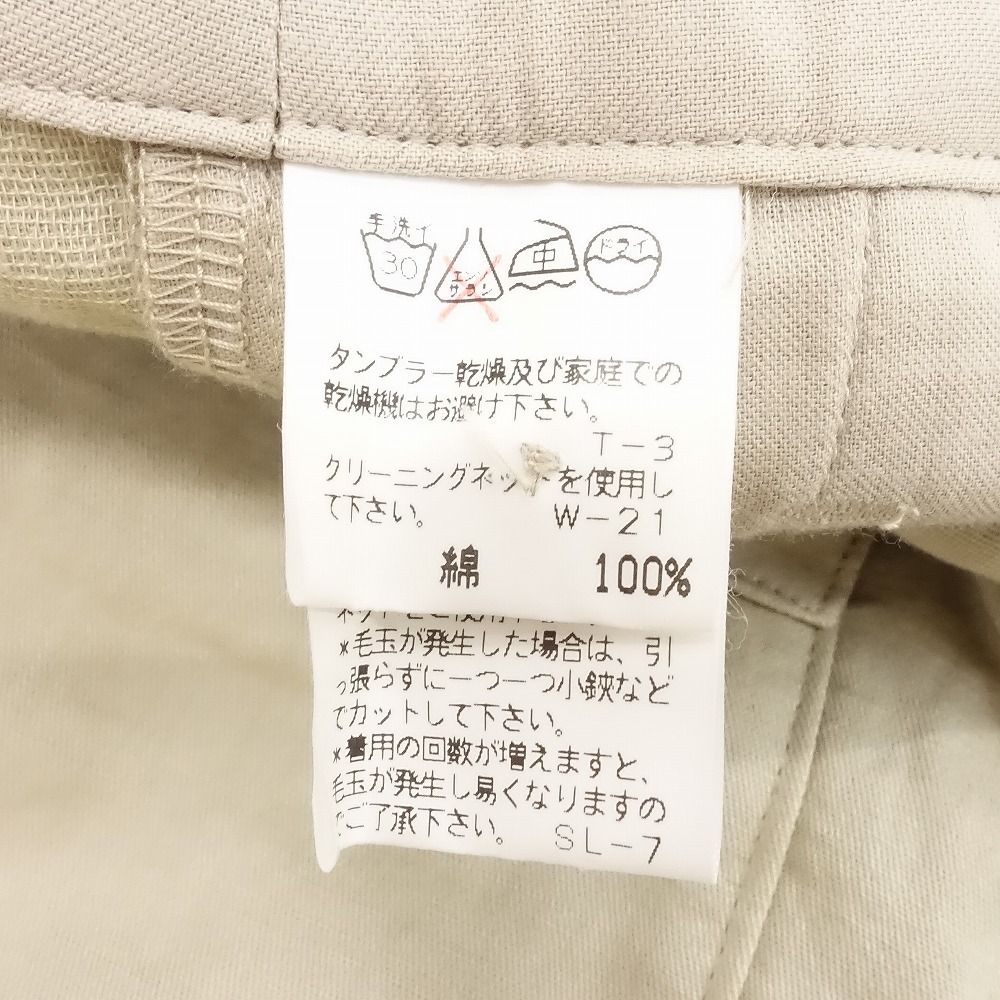 手洗イ
30
エンソ
サラシ
中
ドライ
タンブラー乾燥及び家庭での
乾燥機はお避け下さい。
T-3
クリーニングネットを使用し
て下さい。 W-21
綿 100%
*毛玉が発生した場合は、引
っ張らずに一つ一つ小鋏など
でカットして下さい。
*着用の回数が増えますと、
毛玉が発生し易くなりますの
でご了承下さい。 SL-7